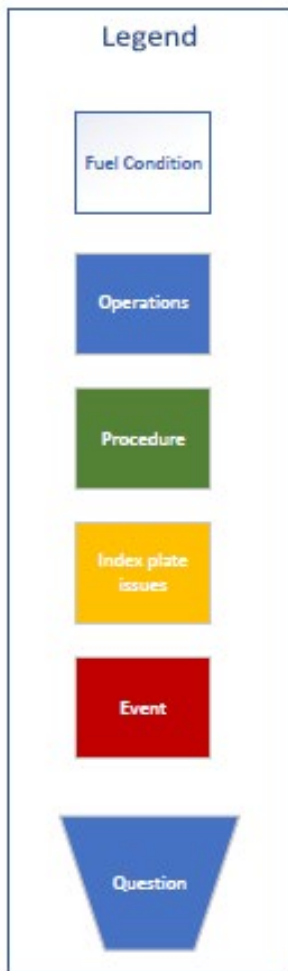 Legend
Fuel Condition
Operations
Procedure
Index plate
issues
Event
Question